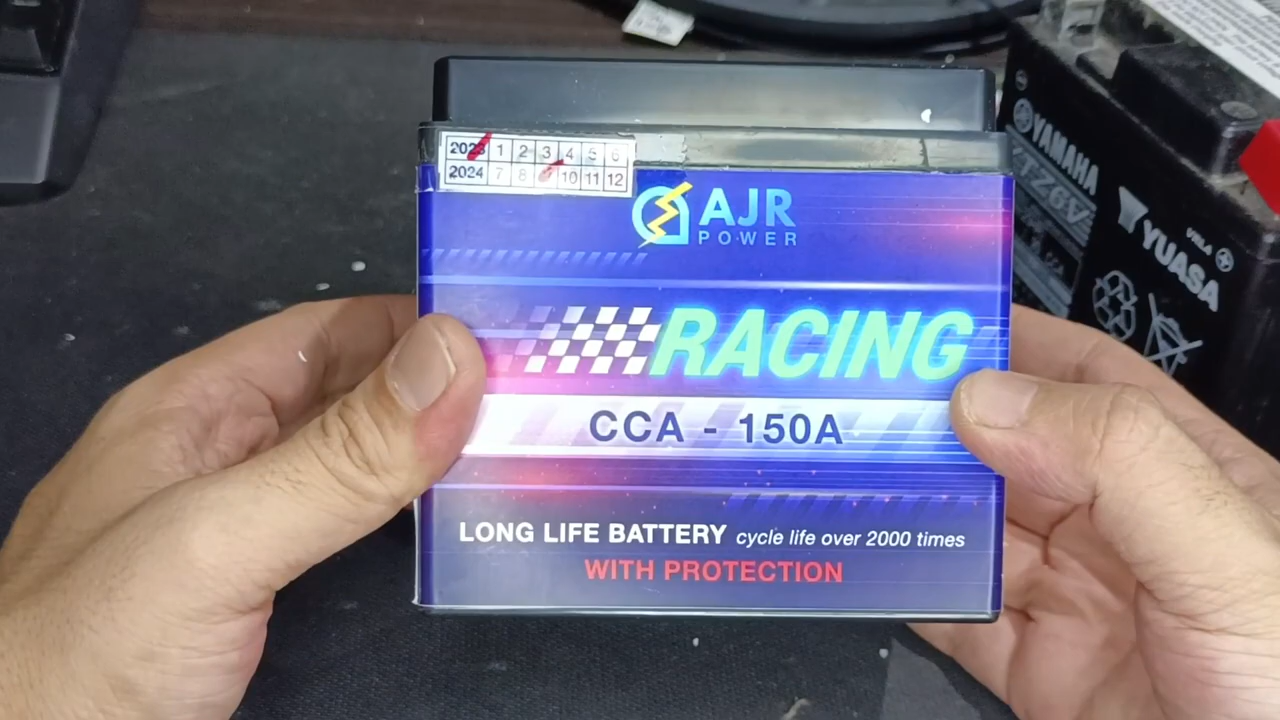 2023 1 2 3 4 5 6
2024 7 8 9 10 11 12
AJR
POWER
RACING
CCA - 150A
LONG LIFE BATTERY cycle life over 2000 times
WITH PROTECTION
YAMAHA
YUASA